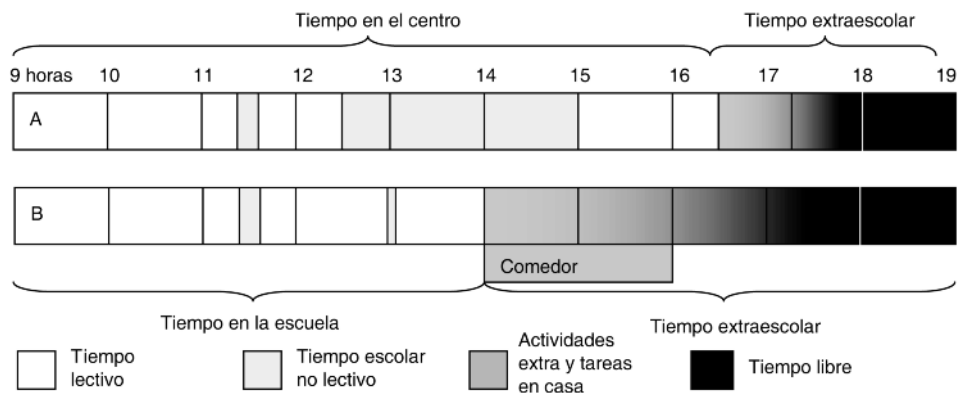 Tiempo en el centro Tiempo extraescolar
9 horas 10 11 12 13 14 15 16 17 18 19
A
B
Comedor
Tiempo en la escuela Tiempo extraescolar
Tiempo
lectivo
Tiempo escolar
no lectivo
Actividades
extra y tareas
en casa
Tiempo libre